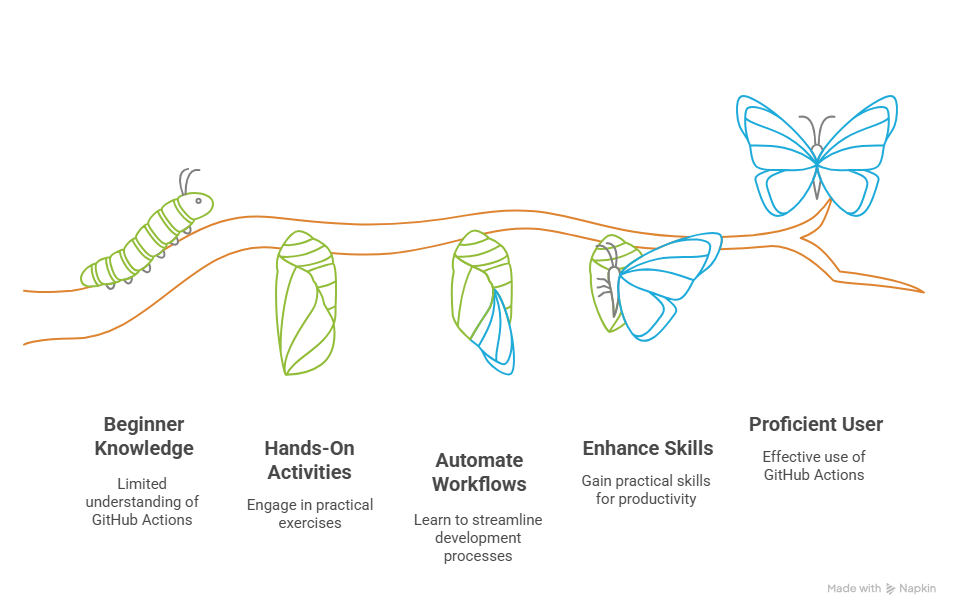 Beginner
Knowledge
Limited
understanding of
GitHub Actions
Hands-On
Activities
Engage in practical
exercises
Automate
Workflows
Learn to streamline
development
processes
Enhance Skills
Gain practical skills
for productivity
Proficient User
Effective use of
GitHub Actions
Made with Napkin